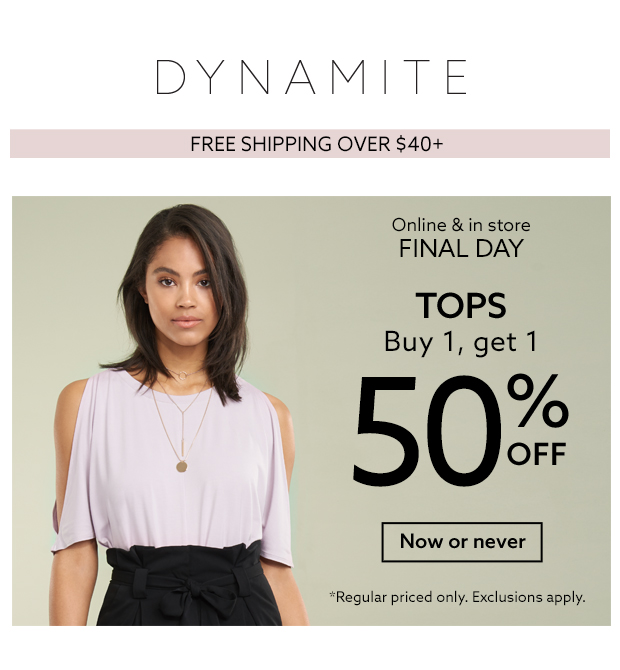 DYNAMITE
FREE SHIPPING OVER $40+
Online & in store
FINAL DAY
TOPS
Buy 1, get 1
50%
OFF
Now or never
*Regular priced only. Exclusions apply.